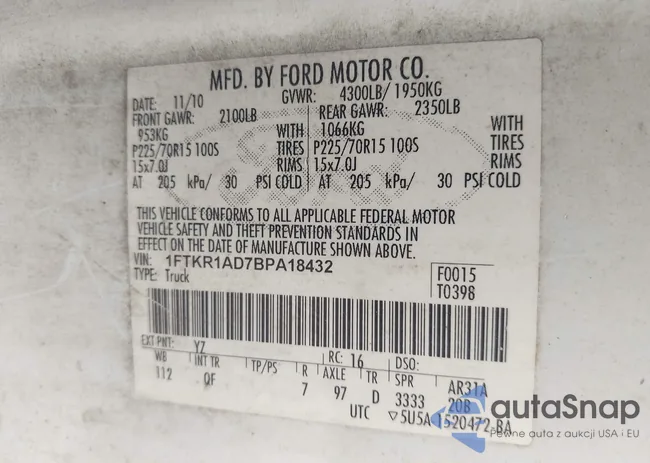 MFD. BY FORD MOTOR CO.
DATE: 11/10 GVWR: 4300LB/ 1950KG
FRONT GAWR: 2100LB REAR GAWR: 2350LB
953KG WITH 1066KG WITH
P225/70R15 100S TIRES P225/70R15 100S TIRES
15x7.0J RIMS 15x7.0J RIMS
AT 205 kPa/ 30 PSI COLD AT 205 kPa/ 30 PSI COLD
THIS VEHICLE CONFORMS TO ALL APPLICABLE FEDERAL MOTOR
VEHICLE SAFETY AND THEFT PREVENTION STANDARDS IN
EFFECT ON THE DATE OF MANUFACTURE SHOWN ABOVE.
VIN: 1FTKR1AD7BPA18432
TYPE: Truck
F0015
T0398
EXT PNT: YZ RC: 16 DSO:
WB INT TR TP/PS R AXLE TR SPR AR31A
112 QF 7 97 D 3333 20B
UTC ▽5U5A 1520472 BA
autaSnap
Pewne auta z aukcji USA i EU